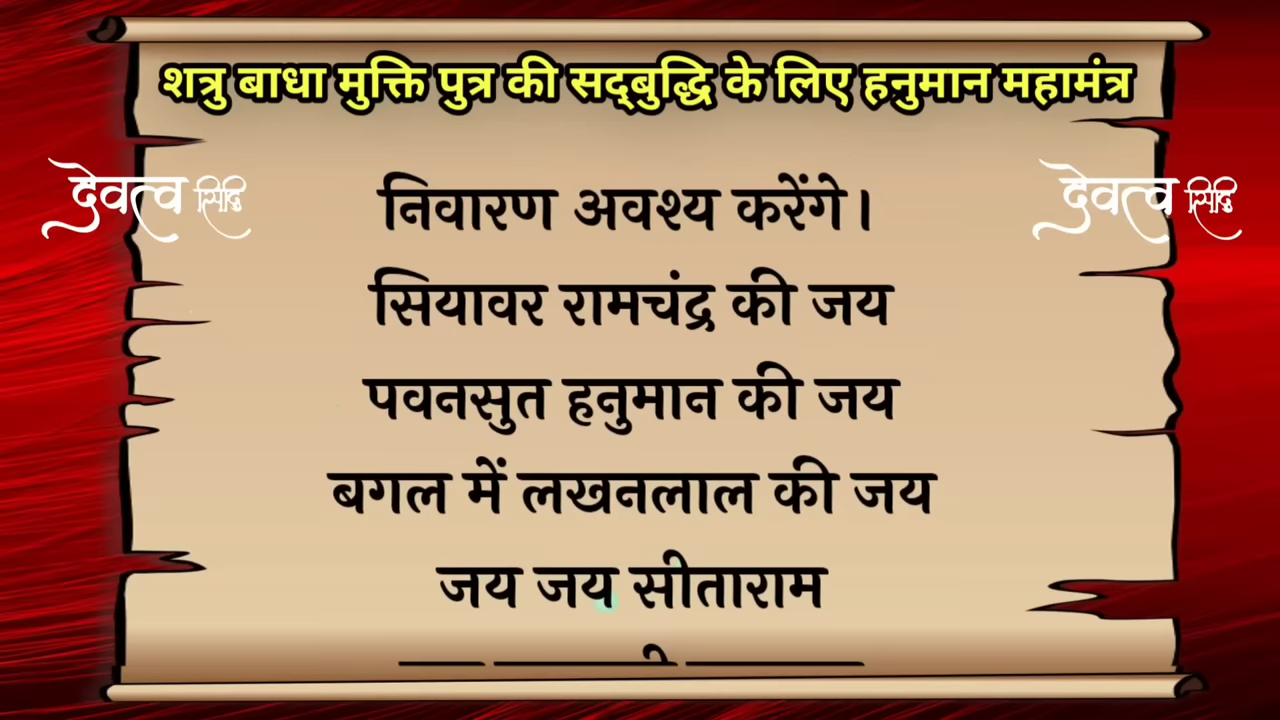 शत्रु बाधा मुक्ति पुत्र की सद्‌बुद्धि के लिए हनुमान महामंत्र
देवत्व सिद्धि
देवत्व सिद्धि
निवारण अवश्य करेंगे।
सियावर रामचंद्र की जय
पवनसुत हनुमान की जय
बगल में लखनलाल की जय
जय जय सीताराम